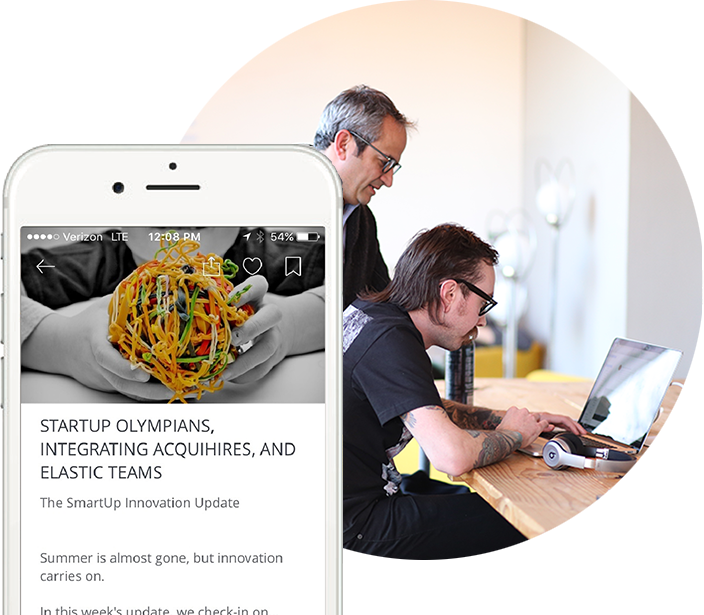 Verizon LTE 12:08 PM 54%
STARTUP OLYMPIANS,
INTEGRATING ACQUIHIRES, AND
ELASTIC TEAMS
The SmartUp Innovation Update
Summer is almost gone, but innovation
carries on.
In this week's update, we check-in on